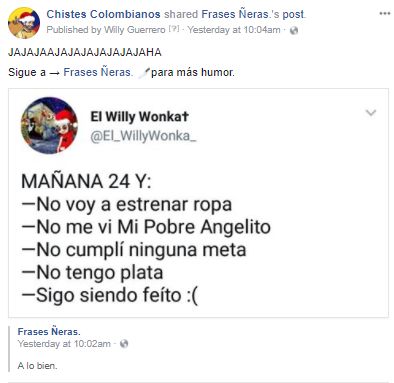 Chistes Colombianos shared Frases Ñeras.'s post.
Published by Willy Guerrero [?] · Yesterday at 10:04am ·
JAJAJAAJAJAJAJAJAJAJAHA
Sigue a → Frases Ñeras. 🔪para más humor.
El Willy Wonka✝
@El_WillyWonka_
MAÑANA 24 Y:
—No voy a estrenar ropa
—No me vi Mi Pobre Angelito
—No cumplí ninguna meta
—No tengo plata
—Sigo siendo feíto :(
Frases Ñeras.
Yesterday at 10:02am ·
A lo bien.